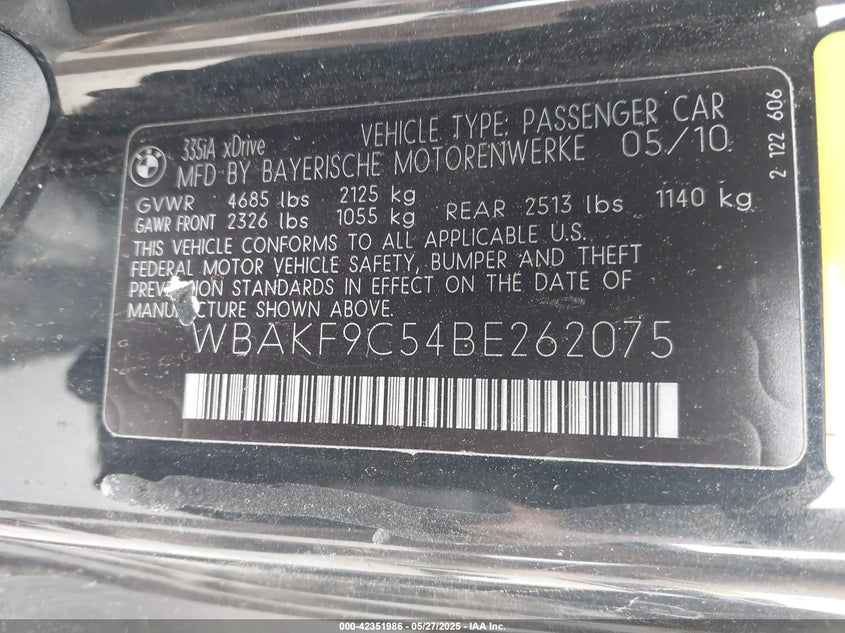 335iA xDrive VEHICLE TYPE: PASSENGER CAR
MFD BY BAYERISCHE MOTORENWERKE 05/10
GVWR 4685 lbs 2125 kg
GAWR FRONT 2326 lbs 1055 kg REAR 2513 lbs 1140 kg
THIS VEHICLE CONFORMS TO ALL APPLICABLE U.S.
FEDERAL MOTOR VEHICLE SAFETY, BUMPER AND THEFT
PREVENTION STANDARDS IN EFFECT ON THE DATE OF
MANUFACTURE SHOWN ABOVE.
WBAKF9C54BE262075
2 122 606
000-42351986 - 05/27/2025 - IAA Inc.